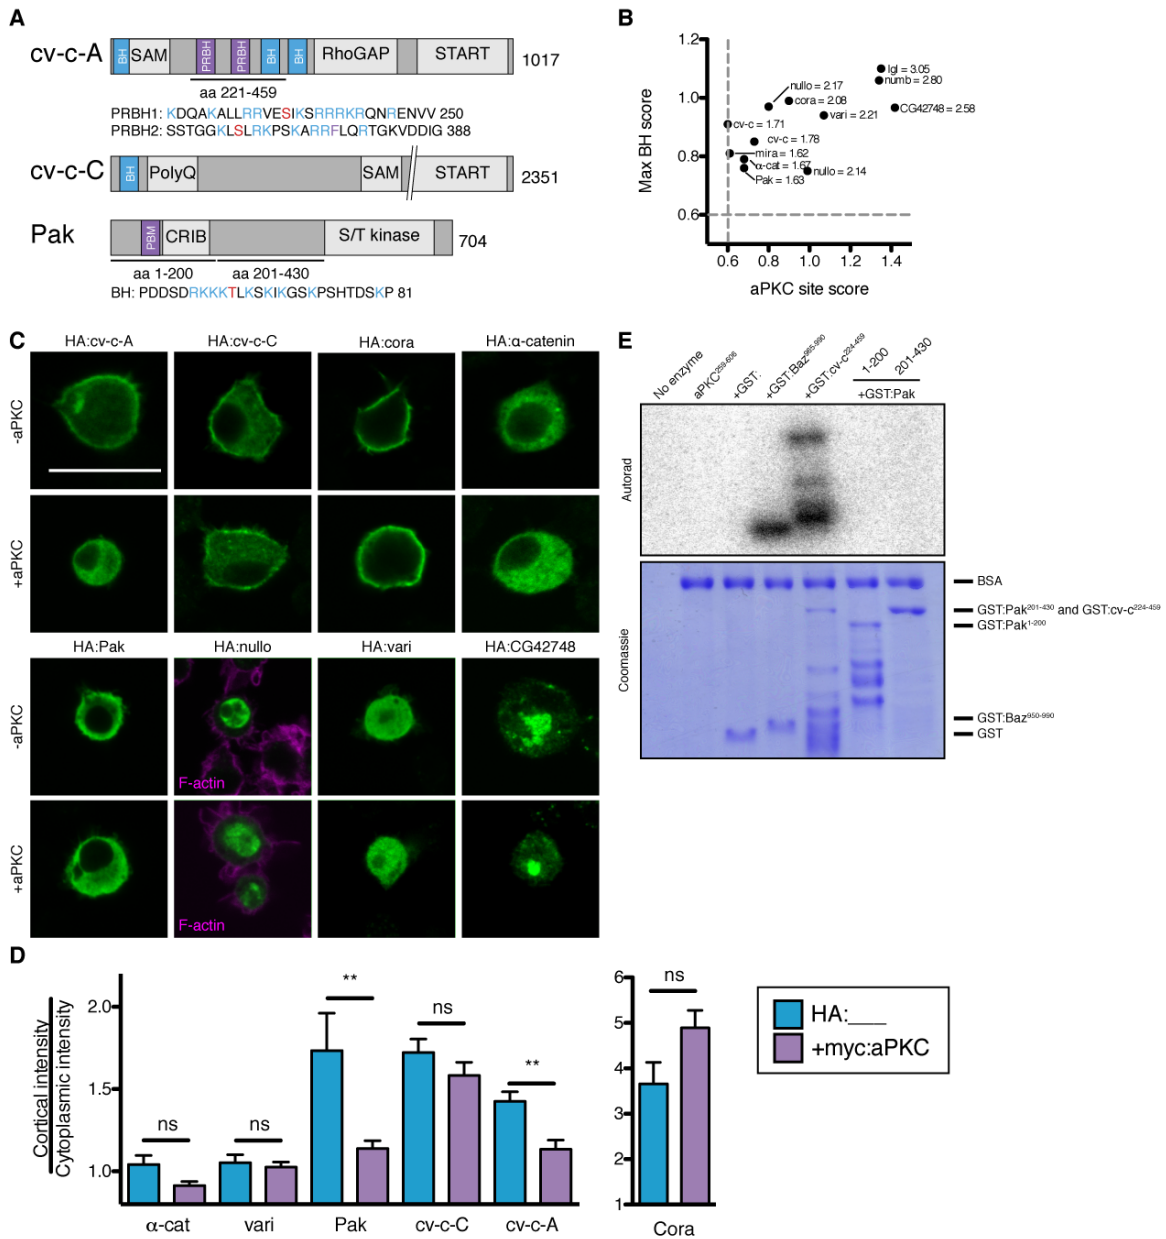 A
cv-c-A
BH
SAM
PRBH
PRBH
BH
BH
RhoGAP
START
1017
aa 221-459
PRBH1: KDQAKALLRRVESIKSRRRKRQNRENVV 250
PRBH2: SSTGGKLSLRKPSKARRFLQRTGKVDDIG 388
cv-c-C
BH
PolyQ
SAM
START
2351
Pak
PBM
CRIB
S/T kinase
704
aa 1-200
aa 201-430
BH: PDDSDRKKKTLKSKIKGSKPSHTDSKP 81
B
Max BH score
1.2
1.0
0.8
0.6
lgl = 3.05
numb = 2.80
nullo = 2.17
cora = 2.08
CG42748 = 2.58
vari = 2.21
cv-c = 1.71
cv-c = 1.78
mira = 1.62
α-cat = 1.67
nullo = 2.14
Pak = 1.63
0.6 0.8 1.0 1.2 1.4
aPKC site score
C
HA:cv-c-A
HA:cv-c-C
HA:cora
HA:α-catenin
-aPKC
+aPKC
HA:Pak
HA:nullo
HA:vari
HA:CG42748
-aPKC
F-actin
+aPKC
F-actin
D
Cortical intensity
Cytoplasmic intensity
2.0
1.5
1.0
ns
ns
**
ns
**
α-cat
vari
Pak
cv-c-C
cv-c-A
6
5
4
3
2
1
ns
Cora
HA:___
+myc:aPKC
E
No enzyme
aPKC259-606
+GST:
+GST:Baz955-990
+GST:cv-c224-459
1-200
201-430
+GST:Pak
Autorad
Coomassie
BSA
GST:Pak201-430 and GST:cv-c224-459
GST:Pak1-200
GST:Baz950-990
GST